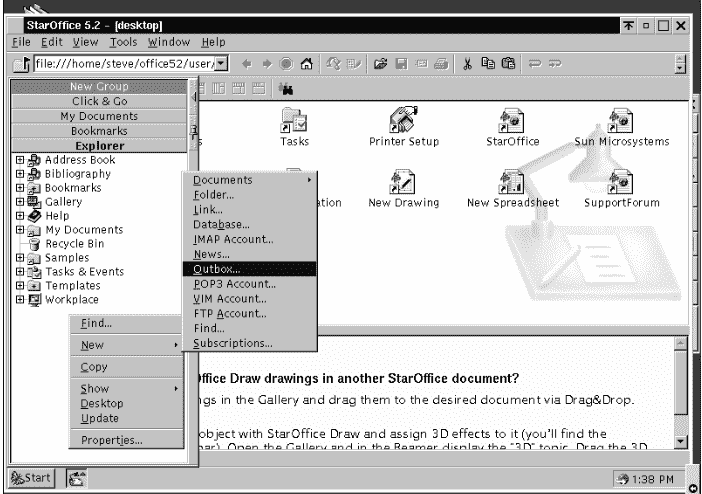 StarOffice 5.2 - [desktop]
File Edit View Tools Window Help
file:///home/steve/office52/user/
New Group
Click & Go
My Documents
Bookmarks
Explorer
Address Book
Bibliography
Bookmarks
Gallery
Help
My Documents
Recycle Bin
Samples
Tasks & Events
Templates
Workplace
Tasks
Printer Setup
StarOffice
Sun Microsystems
New Drawing
New Spreadsheet
SupportForum
Find...
New
Copy
Show
Desktop
Update
Properties...
Documents
Folder...
Link...
Database...
IMAP Account...
News...
Outbox...
POP3 Account...
VIM Account...
FTP Account...
Find...
Subscriptions...
ffice Draw drawings in another StarOffice document?
ngs in the Gallery and drag them to the desired document via Drag&Drop.
object with StarOffice Draw and assign 3D effects to it (you'll find the
bar). Open the Gallery and in the Beamer display the "3D" topic. Drag the 3D
Start
1:38 PM